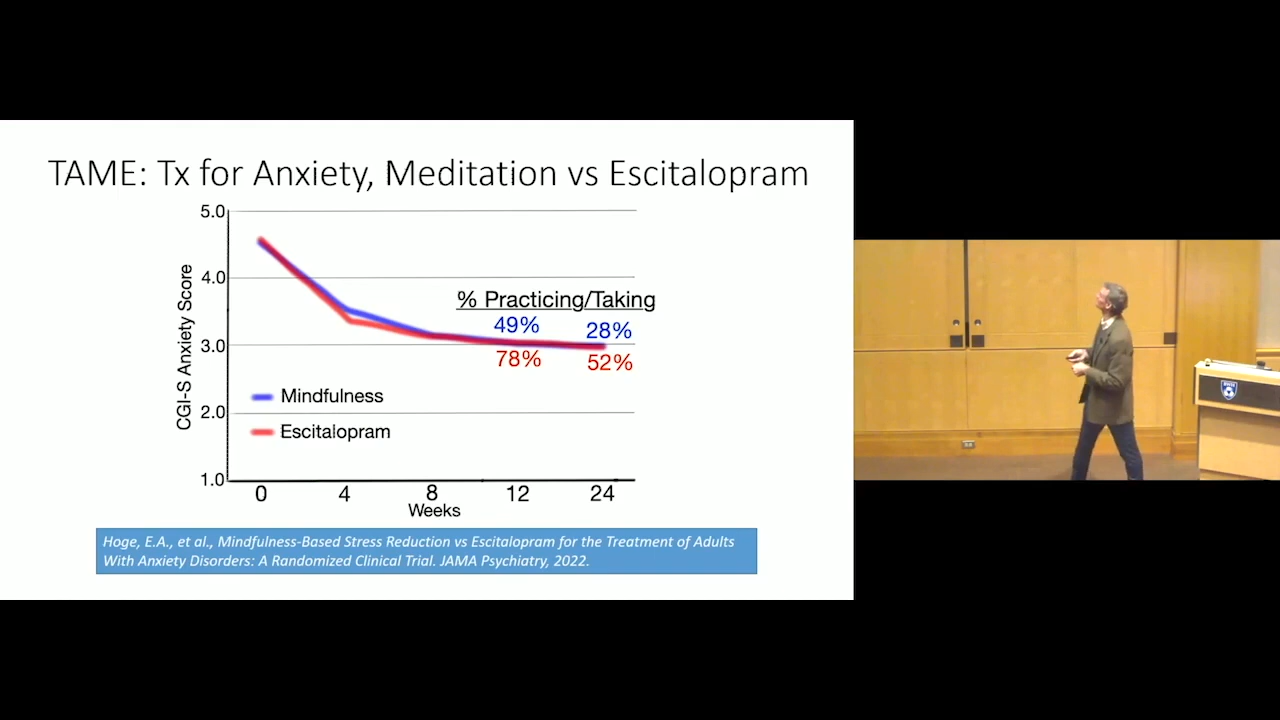 TAME: Tx for Anxiety, Meditation vs Escitalopram
5.0
4.0
3.0
2.0
1.0
CGI-S Anxiety Score
% Practicing/Taking
49% 28%
78% 52%
Mindfulness
Escitalopram
0 4 8 12 24
Weeks
Hoge, E.A., et al., Mindfulness-Based Stress Reduction vs Escitalopram for the Treatment of Adults
With Anxiety Disorders: A Randomized Clinical Trial. JAMA Psychiatry, 2022.